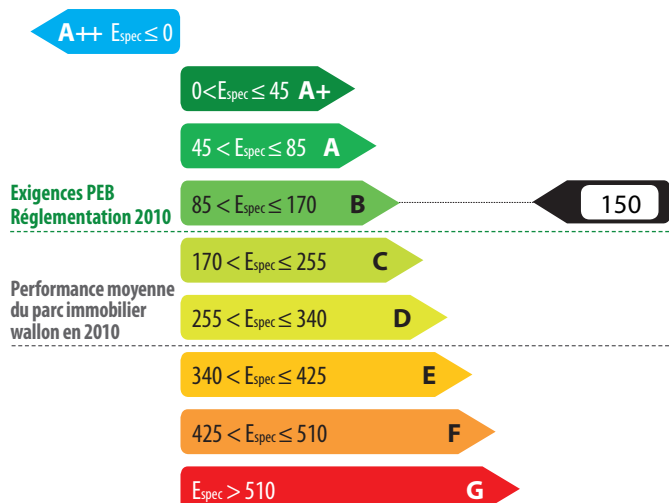 A++ Espec ≤ 0
0<Espec ≤ 45 A+
45 < Espec ≤ 85 A
Exigences PEB
Réglementation 2010
85 < Espec ≤ 170 B
150
170 < Espec ≤ 255 C
Performance moyenne
du parc immobilier
wallon en 2010
255 < Espec ≤ 340 D
340 < Espec ≤ 425 E
425 < Espec ≤ 510 F
Espec > 510 G